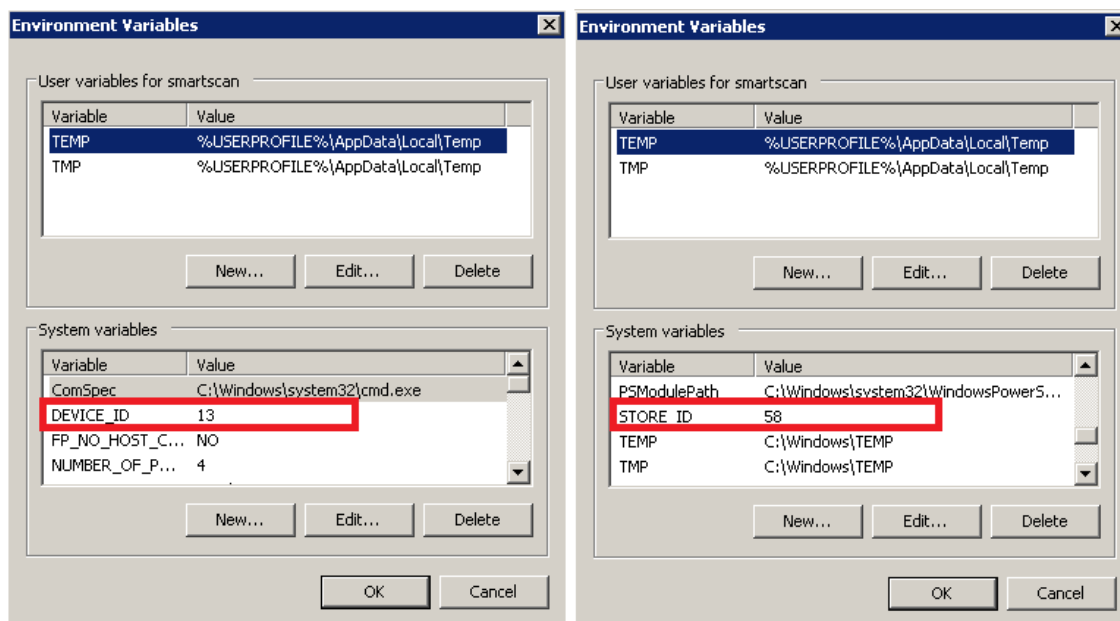 Environment Variables
User variables for smartscan
Variable Value
TEMP %USERPROFILE%\AppData\Local\Temp
TMP %USERPROFILE%\AppData\Local\Temp
New... Edit... Delete
System variables
Variable Value
ComSpec C:\Windows\system32\cmd.exe
DEVICE_ID 13
FP_NO_HOST_C... NO
NUMBER_OF_P... 4
New... Edit... Delete
OK Cancel
Environment Variables
User variables for smartscan
Variable Value
TEMP %USERPROFILE%\AppData\Local\Temp
TMP %USERPROFILE%\AppData\Local\Temp
New... Edit... Delete
System variables
Variable Value
PSModulePath C:\Windows\system32\WindowsPowerS...
STORE_ID 58
TEMP C:\Windows\TEMP
TMP C:\Windows\TEMP
New... Edit... Delete
OK Cancel